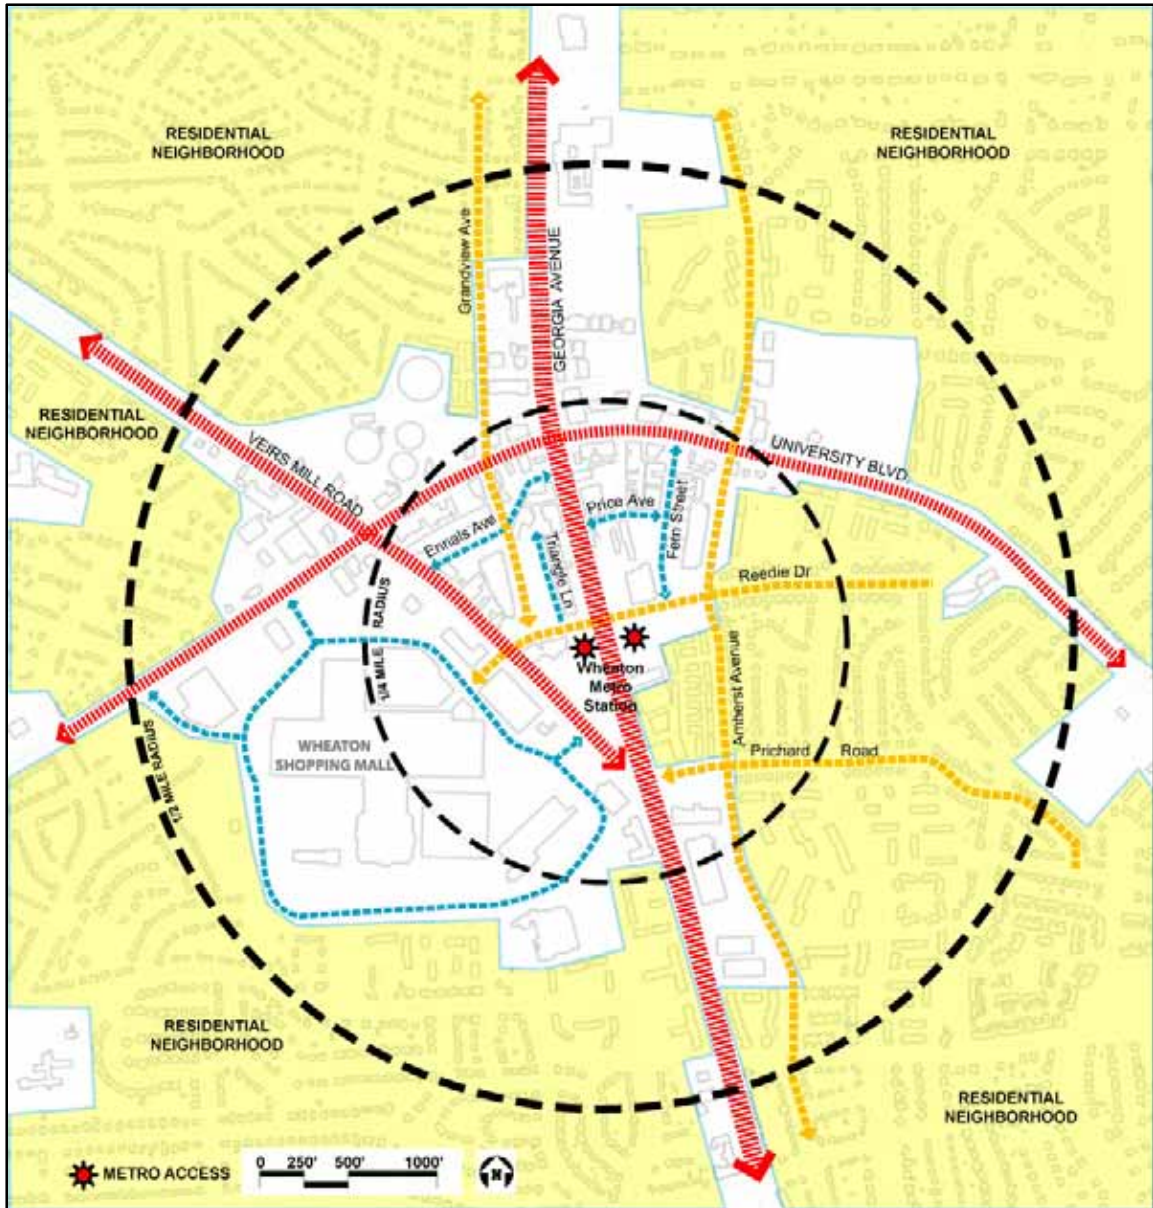 RESIDENTIAL
NEIGHBORHOOD
RESIDENTIAL
NEIGHBORHOOD
Grandview Ave
GEORGIA AVENUE
RESIDENTIAL
NEIGHBORHOOD
VEIRS MILL ROAD
UNIVERSITY BLVD.
Ennals Ave
Price Ave
Fern Street
Triangle Ln
Reedie Dr
1/4 MILE RADIUS
Wheaton
Metro
Station
Amherst Avenue
Prichard Road
WHEATON
SHOPPING MALL
1/2 MILE RADIUS
RESIDENTIAL
NEIGHBORHOOD
RESIDENTIAL
NEIGHBORHOOD
METRO ACCESS
0 250' 500' 1000'
N